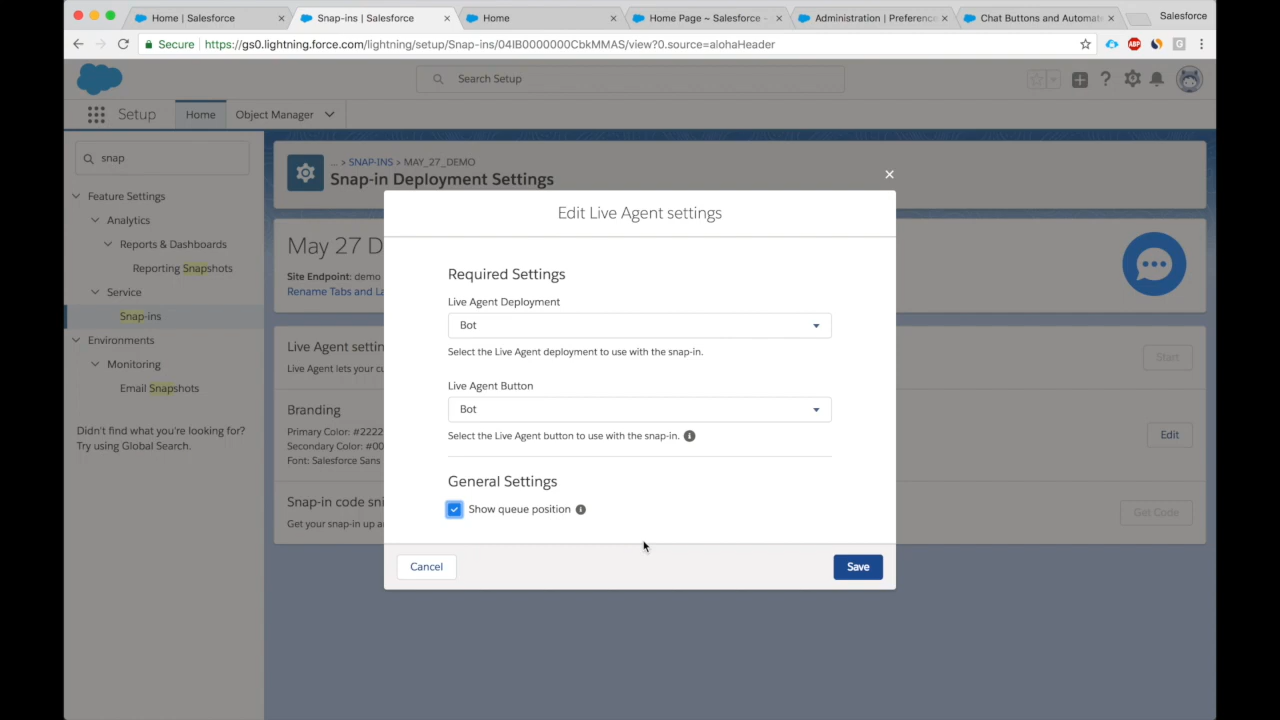 Home | Salesforce
Snap-ins | Salesforce
Home
Home Page ~ Salesforce -
Administration | Preference
Chat Buttons and Automat
Salesforce
Secure
https://gs0.lightning.force.com/lightning/setup/Snap-ins/04IB0000000CbkMMAS/view?0.source=alohaHeader
ABP
G
Search Setup
Setup
Home
Object Manager
snap
Feature Settings
Analytics
Reports & Dashboards
Reporting Snapshots
Service
Snap-ins
Environments
Monitoring
Email Snapshots
Didn't find what you're looking for?
Try using Global Search.
... > SNAP-INS > MAY_27_DEMO
Snap-in Deployment Settings
May 27 D
Site Endpoint: demo
Rename Tabs and La
Live Agent settin
Live Agent lets your cu
Start
Branding
Primary Color: #2222
Secondary Color: #00
Font: Salesforce Sans
Edit
Snap-in code sni
Get your snap-in up a
Get Code
Edit Live Agent settings
Required Settings
Live Agent Deployment
Bot
Select the Live Agent deployment to use with the snap-in.
Live Agent Button
Bot
Select the Live Agent button to use with the snap-in.
General Settings
Show queue position
Cancel
Save